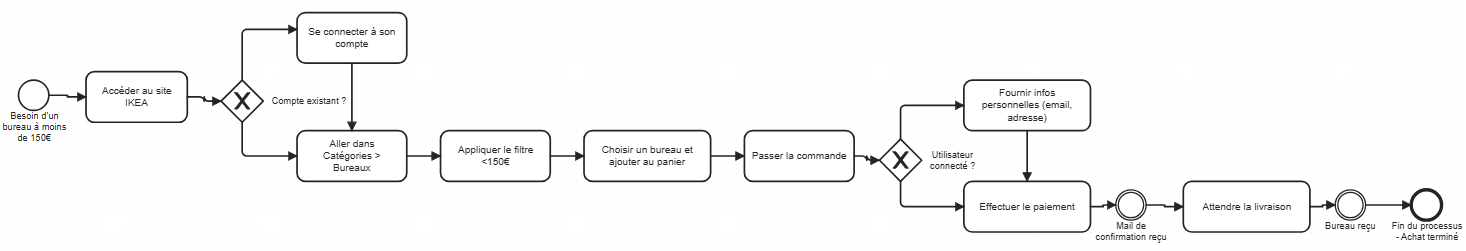 Besoin d'un
bureau à moins
de 150€
Accéder au site
IKEA
Compte existant ?
Se connecter à son
compte
Aller dans
Catégories >
Bureaux
Appliquer le filtre
<150€
Choisir un bureau et
ajouter au panier
Passer la commande
Utilisateur
connecté ?
Fournir infos
personnelles (email,
adresse)
Effectuer le paiement
Mail de
confirmation reçu
Attendre la livraison
Bureau reçu
Fin du processus
- Achat terminé